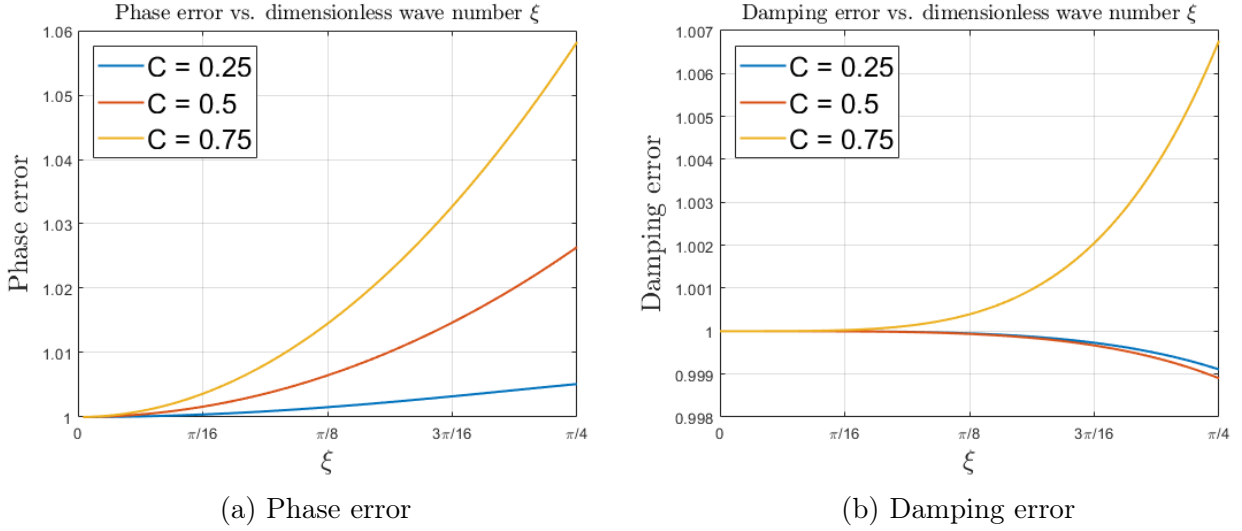 Phase error vs. dimensionless wave number ξ
1.06
1.05
1.04
1.03
1.02
1.01
1
C = 0.25
C = 0.5
C = 0.75
Phase error
0 π/16 π/8 3π/16 π/4
ξ
(a) Phase error
Damping error vs. dimensionless wave number ξ
1.007
1.006
1.005
1.004
1.003
1.002
1.001
1
0.999
0.998
C = 0.25
C = 0.5
C = 0.75
Damping error
0 π/16 π/8 3π/16 π/4
ξ
(b) Damping error